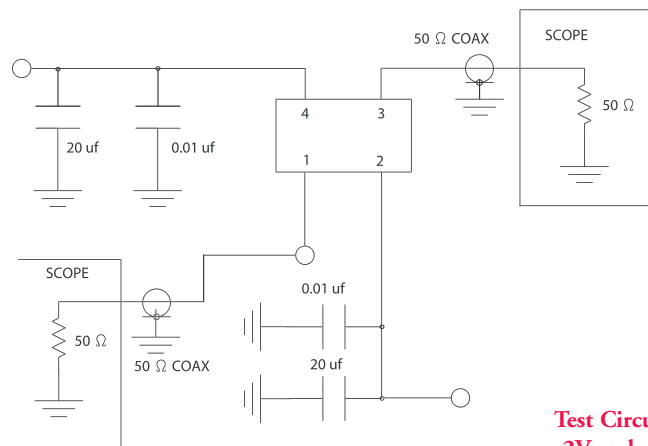 50 Ω COAX
SCOPE
50 Ω
4
3
20 uf
0.01 uf
1
2
SCOPE
50 Ω
50 Ω COAX
0.01 uf
20 uf
Test Circu